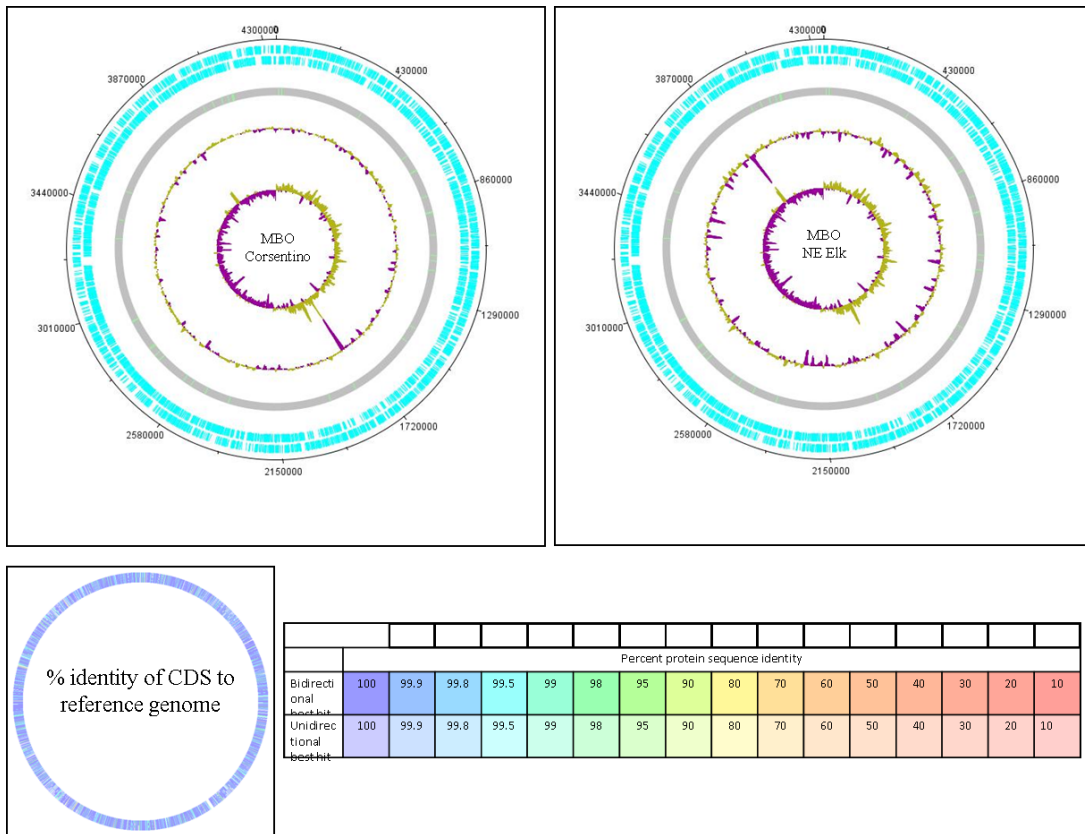 4300000 0
430000
860000
1290000
1720000
2150000
2580000
3010000
3440000
3870000
MBO
Corsentino
4300000 0
430000
860000
1290000
1720000
2150000
2580000
3010000
3440000
3870000
MBO
NE Elk
% identity of CDS to
reference genome
Percent protein sequence identity
Bidirecti 100 99.9 99.8 99.5 99 98 95 90 80 70 60 50 40 30 20 10
onal
best hit
Unidirec 100 99.9 99.8 99.5 99 98 95 90 80 70 60 50 40 30 20 10
tional
best hit